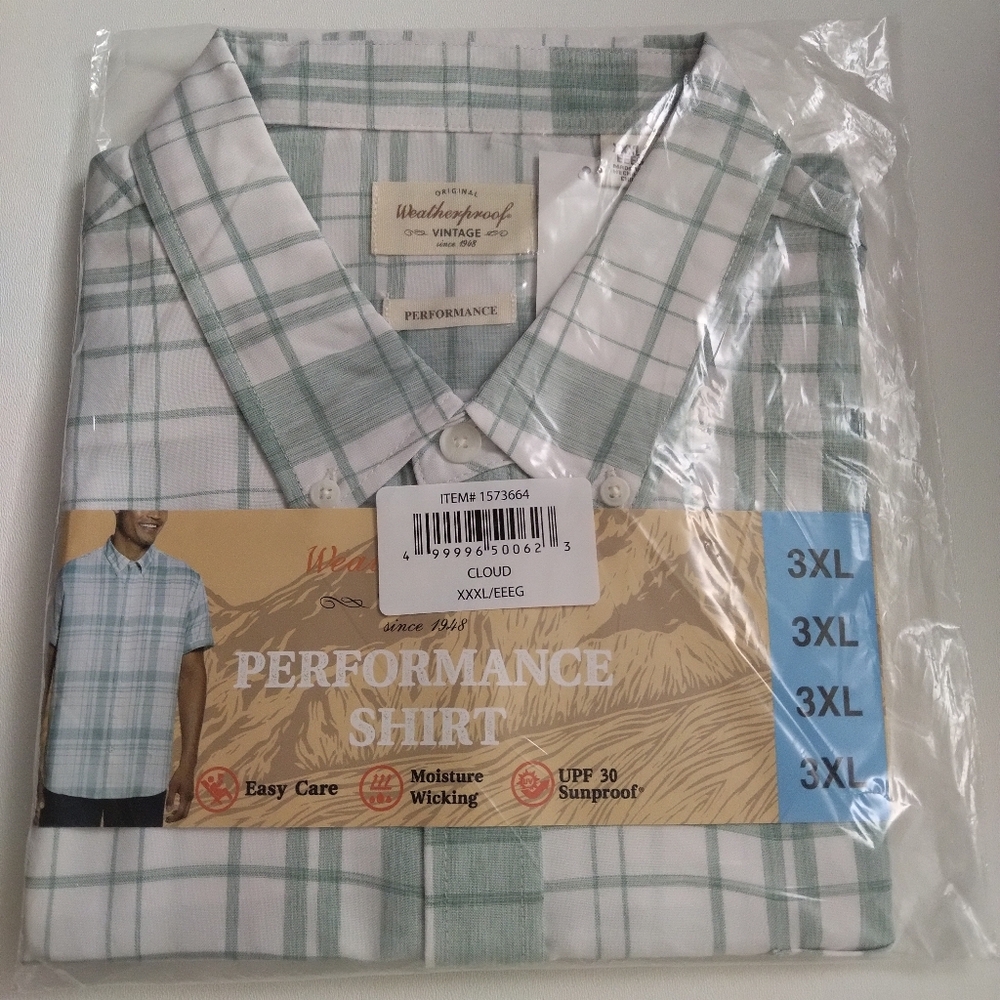 ORIGINAL
Weatherproof®
VINTAGE
since 1948
PERFORMANCE
ITEM# 1573664
4 99996 50062 3
CLOUD
XXXL/EEEG
since 1948
PERFORMANCE
SHIRT
Easy Care
Moisture
Wicking
UPF 30
Sunproof®
3XL
3XL
3XL
3XL